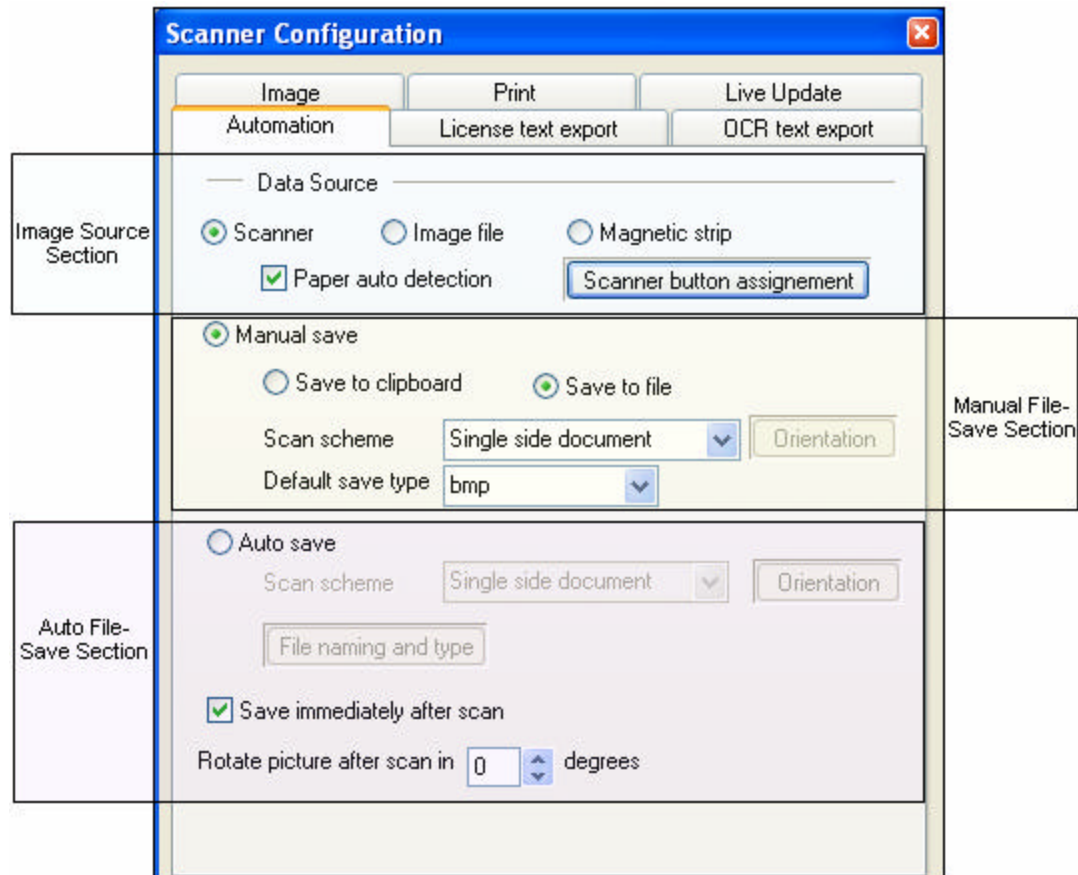 Scanner Configuration
Image Print Live Update
Automation License text export OCR text export
Image Source
Section
Data Source
Scanner Image file Magnetic strip
Paper auto detection Scanner button assignement
Manual save
Save to clipboard Save to file
Scan scheme Single side document Orientation
Default save type bmp
Manual File-
Save Section
Auto save
Scan scheme Single side document Orientation
File naming and type
Auto File-
Save Section
Save immediately after scan
Rotate picture after scan in 0 degrees